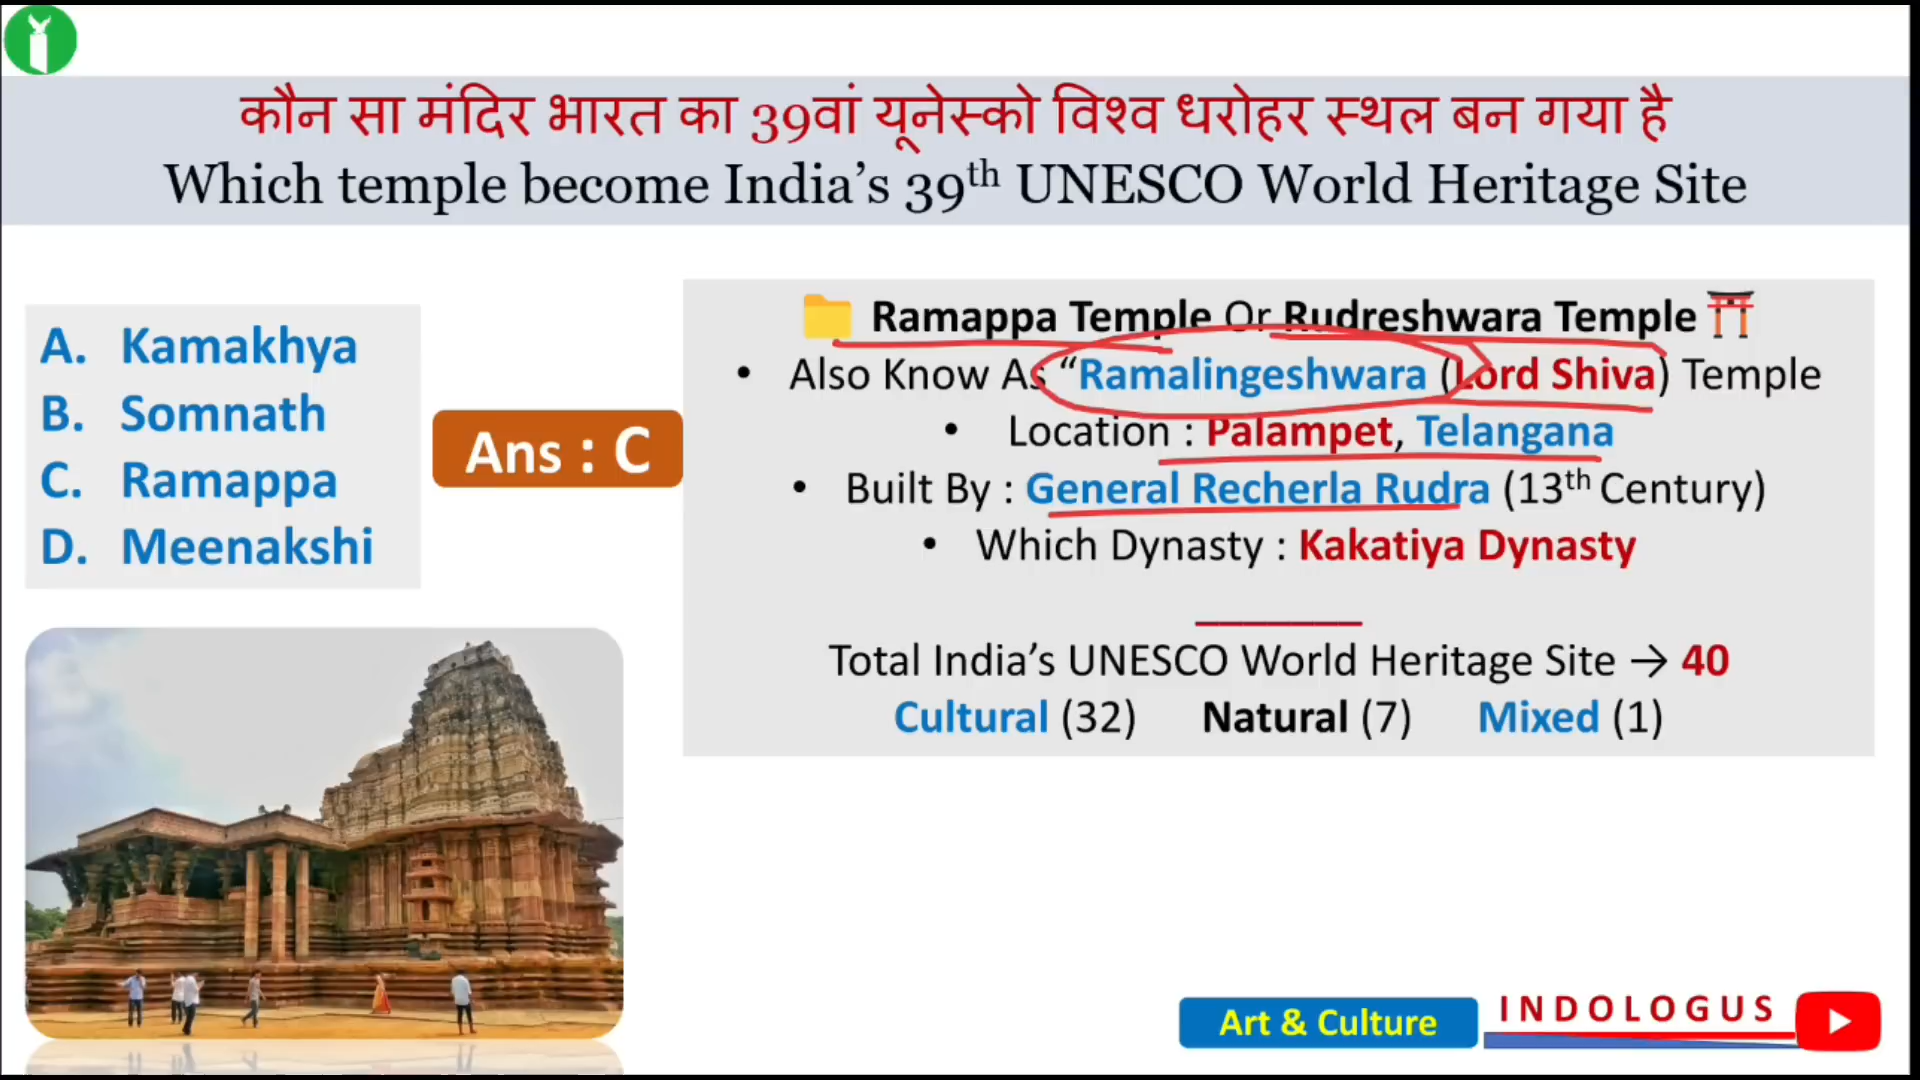 कौन सा मंदिर भारत का 39वां यूनेस्को विश्व धरोहर स्थल बन गया है
Which temple become India's 39th UNESCO World Heritage Site
A. Kamakhya
B. Somnath
C. Ramappa
D. Meenakshi
Ans : C
Ramappa Temple Or Rudreshwara Temple
• Also Know As “Ramalingeshwara (Lord Shiva) Temple
• Location : Palampet, Telangana
• Built By : General Recherla Rudra (13th Century)
• Which Dynasty : Kakatiya Dynasty
Total India's UNESCO World Heritage Site → 40
Cultural (32) Natural (7) Mixed (1)
Art & Culture
INDOLOGUS